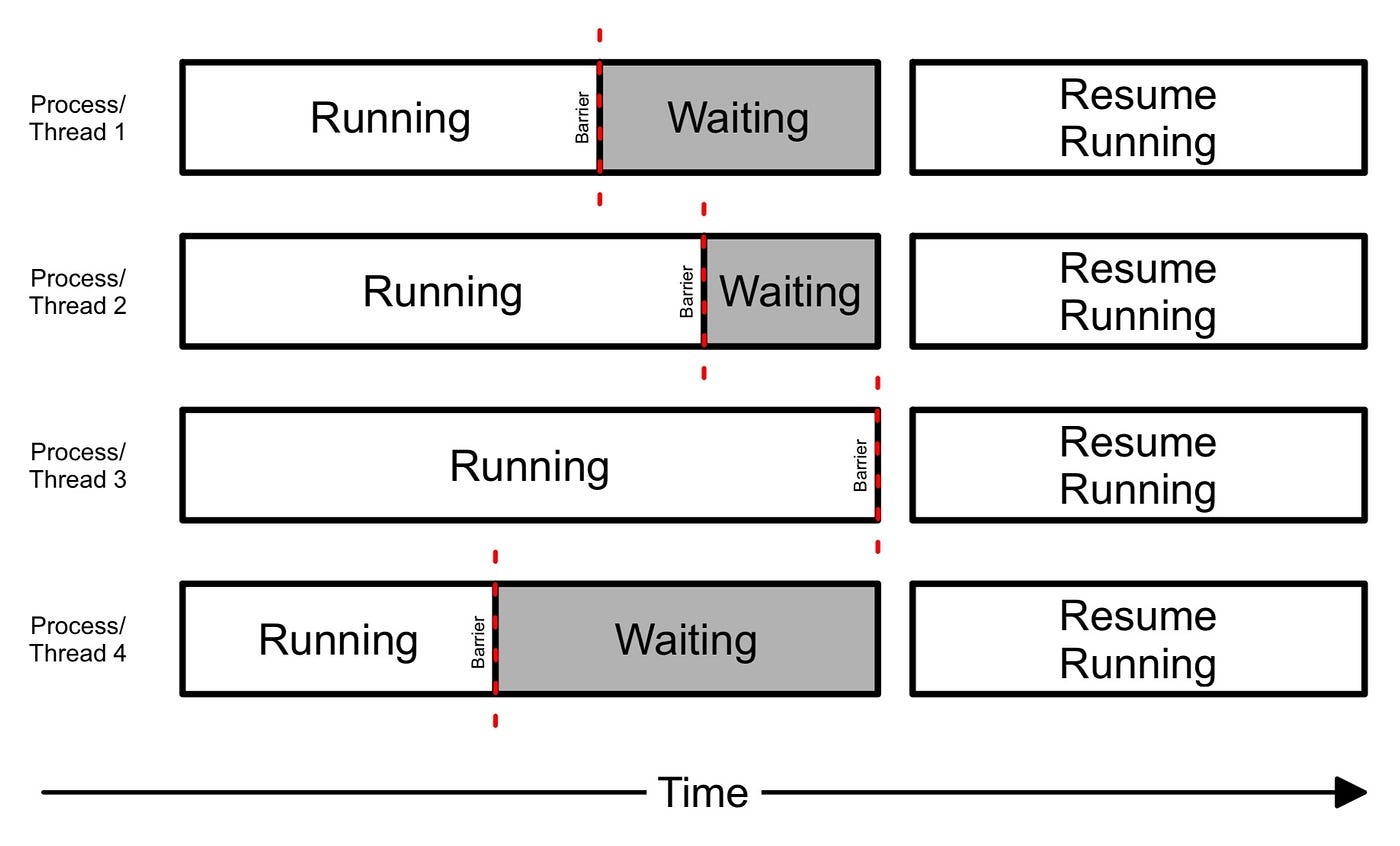 Process/
Thread 1
Running
Barrier
Waiting
Resume
Running
Process/
Thread 2
Running
Barrier
Waiting
Resume
Running
Process/
Thread 3
Running
Barrier
Resume
Running
Process/
Thread 4
Running
Barrier
Waiting
Resume
Running
Time